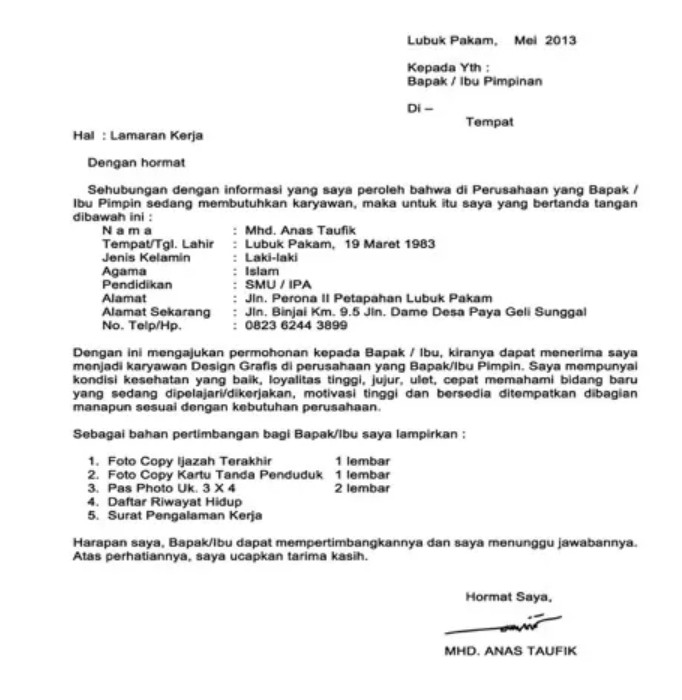 Lubuk Pakam, Mei 2013
Kepada Yth :
Bapak / Ibu Pimpinan
Di –
Tempat
Hal : Lamaran Kerja
Dengan hormat
Sehubungan dengan informasi yang saya peroleh bahwa di Perusahaan yang Bapak /
Ibu Pimpin sedang membutuhkan karyawan, maka untuk itu saya yang bertanda tangan
dibawah ini :
N a m a : Mhd. Anas Taufik
Tempat/Tgl. Lahir : Lubuk Pakam, 19 Maret 1983
Jenis Kelamin : Laki-laki
Agama : Islam
Pendidikan : SMU / IPA
Alamat : Jln. Perona II Petapahan Lubuk Pakam
Alamat Sekarang : Jln. Binjai Km. 9.5 Jln. Dame Desa Paya Geli Sunggal
No. Telp/Hp. : 0823 6244 3899
Dengan ini mengajukan permohonan kepada Bapak / Ibu, kiranya dapat menerima saya
menjadi karyawan Design Grafis di perusahaan yang Bapak/Ibu Pimpin. Saya mempunyai
kondisi kesehatan yang baik, loyalitas tinggi, jujur, ulet, cepat memahami bidang baru
yang sedang dipelajari/dikerjakan, motivasi tinggi dan bersedia ditempatkan dibagian
manapun sesuai dengan kebutuhan perusahaan.
Sebagai bahan pertimbangan bagi Bapak/Ibu saya lampirkan :
1. Foto Copy Ijazah Terakhir 1 lembar
2. Foto Copy Kartu Tanda Penduduk 1 lembar
3. Pas Photo Uk. 3 X 4 2 lembar
4. Daftar Riwayat Hidup
5. Surat Pengalaman Kerja
Harapan saya, Bapak/Ibu dapat mempertimbangkannya dan saya menunggu jawabannya.
Atas perhatiannya, saya ucapkan tarima kasih.
Hormat Saya,
MHD. ANAS TAUFIK